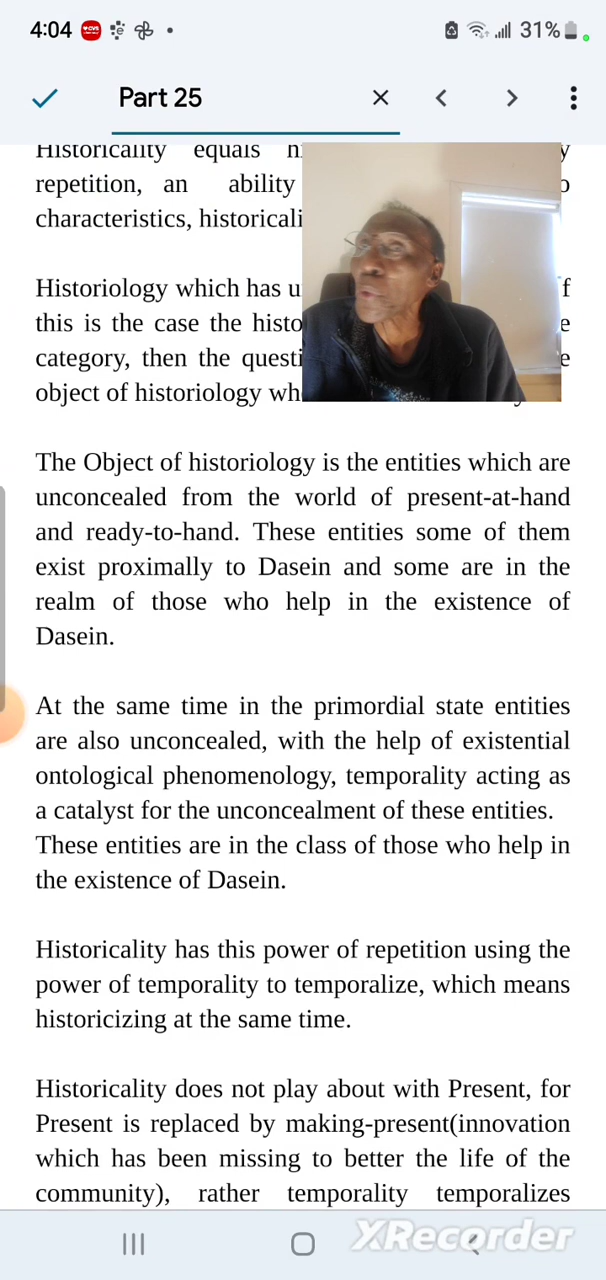 4:04 31%
Part 25
Historicality equals
repetition, an ability
characteristics,
Historiology which has
this is the case the
category, then the
object of historiology
The Object of historiology is the entities which are
unconcealed from the world of present-at-hand
and ready-to-hand. These entities some of them
exist proximally to Dasein and some are in the
realm of those who help in the existence of
Dasein.
At the same time in the primordial state entities
are also unconcealed, with the help of existential
ontological phenomenology, temporality acting as
a catalyst for the unconcealment of these entities.
These entities are in the class of those who help in
the existence of Dasein.
Historicality has this power of repetition using the
power of temporality to temporalize, which means
historicizing at the same time.
Historicality does not play about with Present, for
Present is replaced by making-present(innovation
which has been missing to better the life of the
community), rather temporality temporalizes
XRecorder